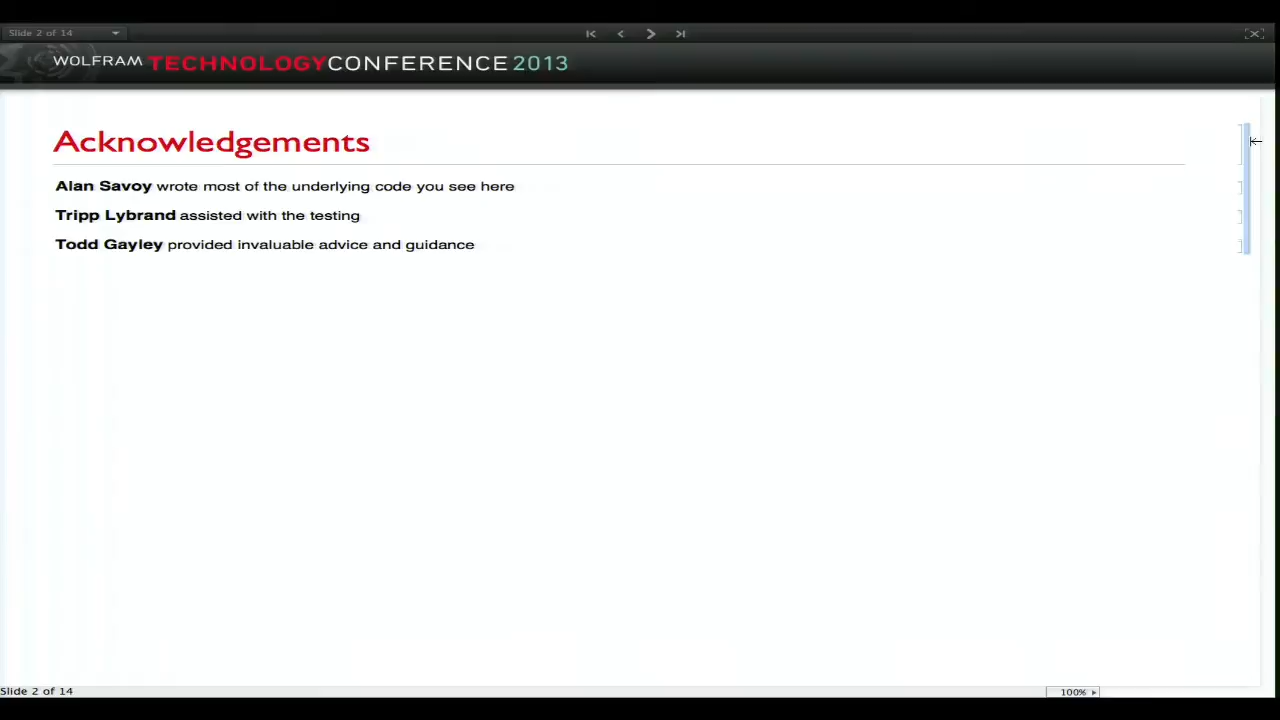 Slide 2 of 14
WOLFRAM TECHNOLOGYCONFERENCE 2013
Acknowledgements
Alan Savoy wrote most of the underlying code you see here
Tripp Lybrand assisted with the testing
Todd Gayley provided invaluable advice and guidance
Slide 2 of 14
100%